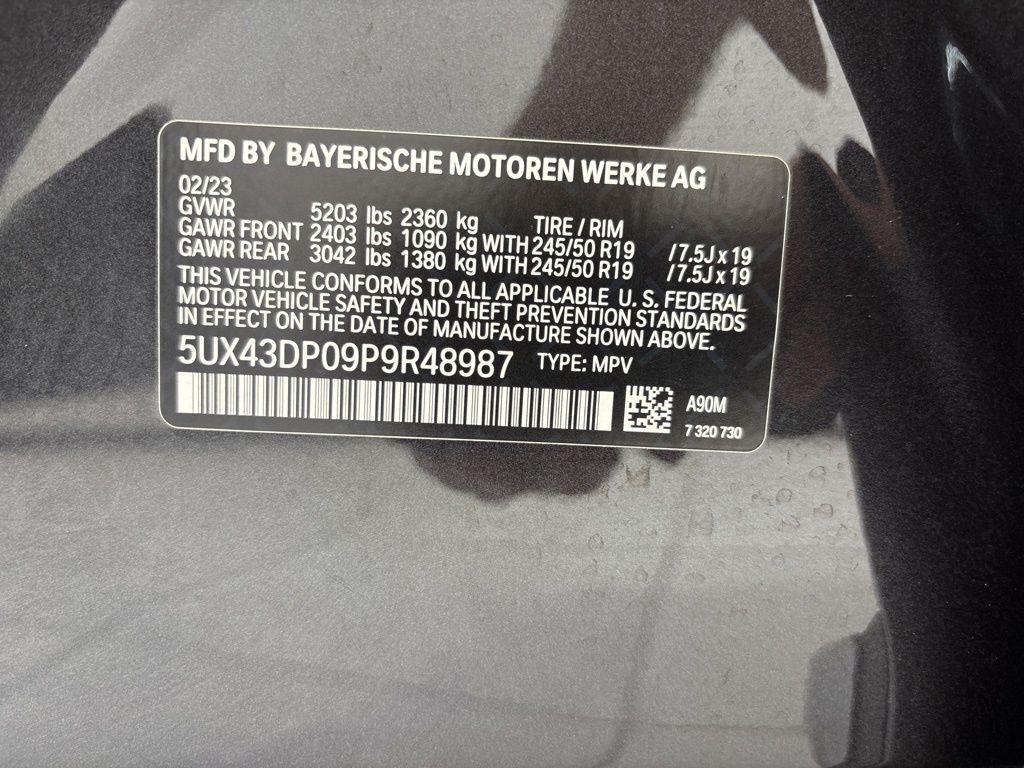 MFD BY BAYERISCHE MOTOREN WERKE AG
02/23
GVWR 5203 lbs 2360 kg TIRE / RIM
GAWR FRONT 2403 lbs 1090 kg WITH 245/50 R19 / 7.5J x 19
GAWR REAR 3042 lbs 1380 kg WITH 245/50 R19 / 7.5J x 19
THIS VEHICLE CONFORMS TO ALL APPLICABLE U. S. FEDERAL
MOTOR VEHICLE SAFETY AND THEFT PREVENTION STANDARDS
IN EFFECT ON THE DATE OF MANUFACTURE SHOWN ABOVE.
5UX43DP09P9R48987 TYPE: MPV
A90M
7 320 730